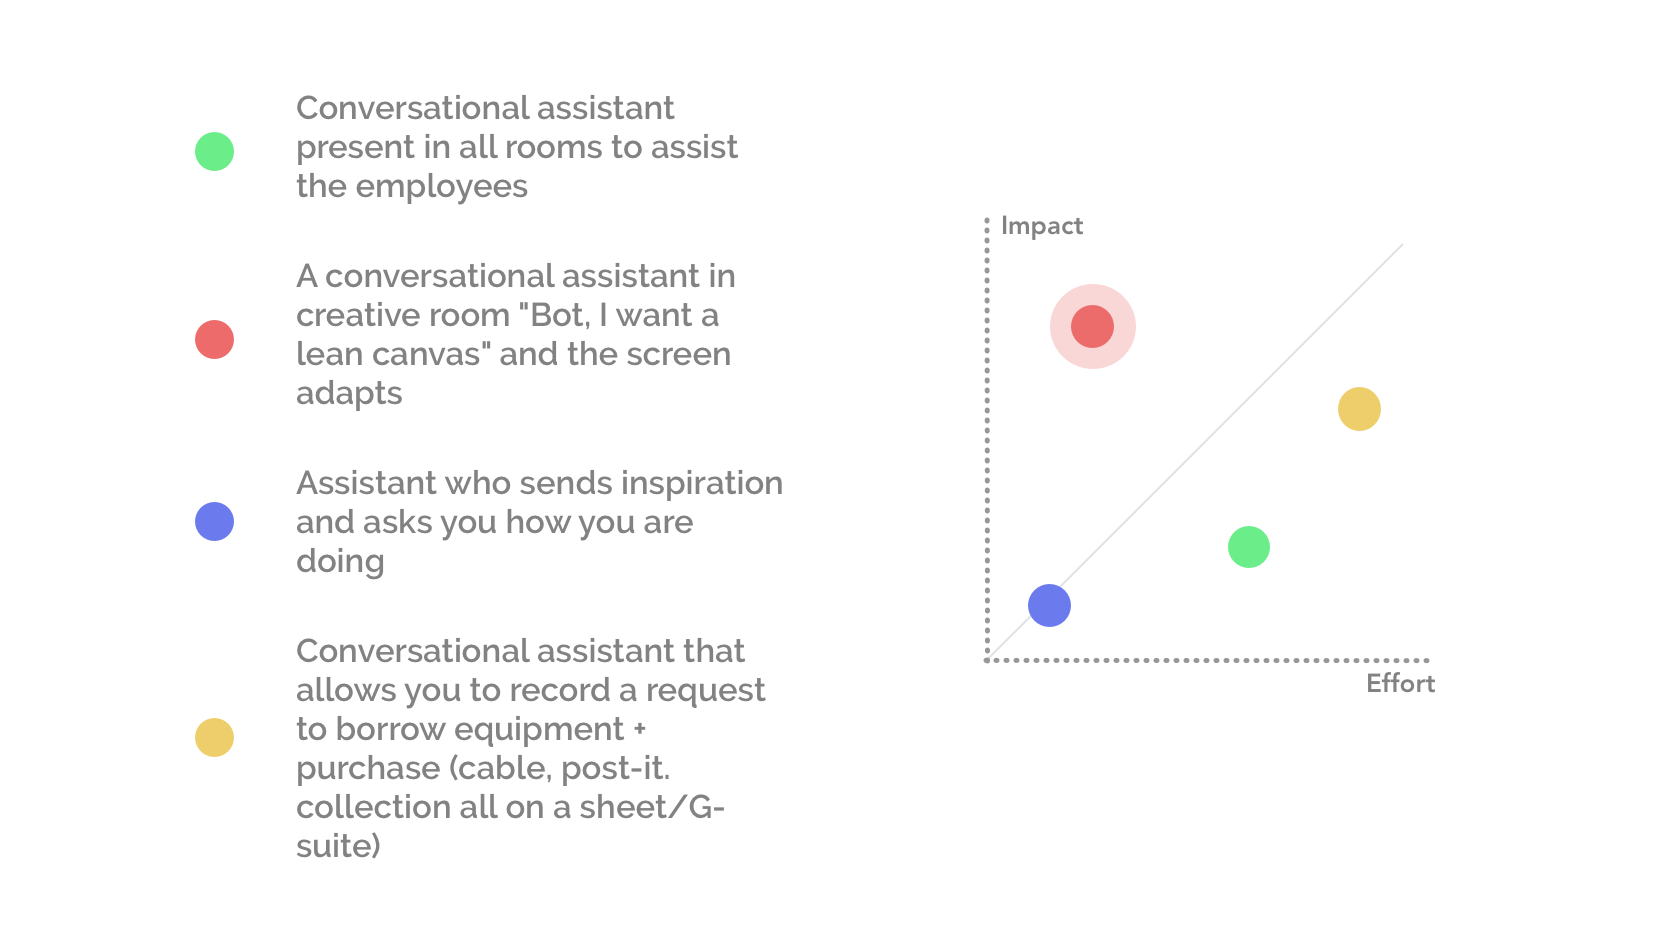 Conversational assistant
present in all rooms to assist
the employees
A conversational assistant in
creative room "Bot, I want a
lean canvas" and the screen
adapts
Assistant who sends inspiration
and asks you how you are
doing
Conversational assistant that
allows you to record a request
to borrow equipment +
purchase (cable, post-it.
collection all on a sheet/G-
suite)
Impact
Effort